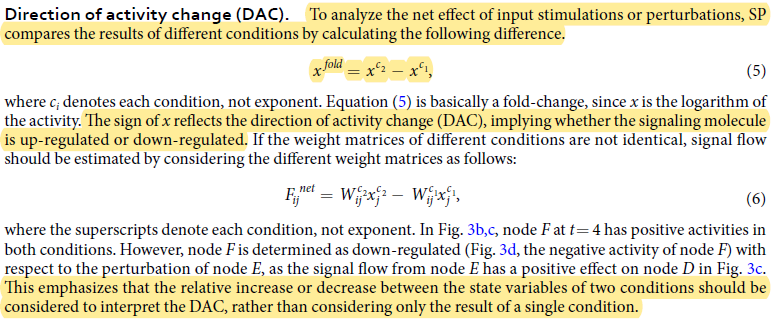 Direction of activity change (DAC). To analyze the net effect of input stimulations or perturbations, SP
compares the results of different conditions by calculating the following difference.
x^{fold} = x^{c_2} − x^{c_1}, (5)
where c_i denotes each condition, not exponent. Equation (5) is basically a fold-change, since x is the logarithm of
the activity. The sign of x reflects the direction of activity change (DAC), implying whether the signaling molecule
is up-regulated or down-regulated. If the weight matrices of different conditions are not identical, signal flow
should be estimated by considering the different weight matrices as follows:
F_{ij}^{net} = W_{ij}^{c_2} x_j^{c_2} − W_{ij}^{c_1} x_j^{c_1}, (6)
where the superscripts denote each condition, not exponent. In Fig. 3b,c, node F at t = 4 has positive activities in
both conditions. However, node F is determined as down-regulated (Fig. 3d, the negative activity of node F) with
respect to the perturbation of node E, as the signal flow from node E has a positive effect on node D in Fig. 3c.
This emphasizes that the relative increase or decrease between the state variables of two conditions should be
considered to interpret the DAC, rather than considering only the result of a single condition.